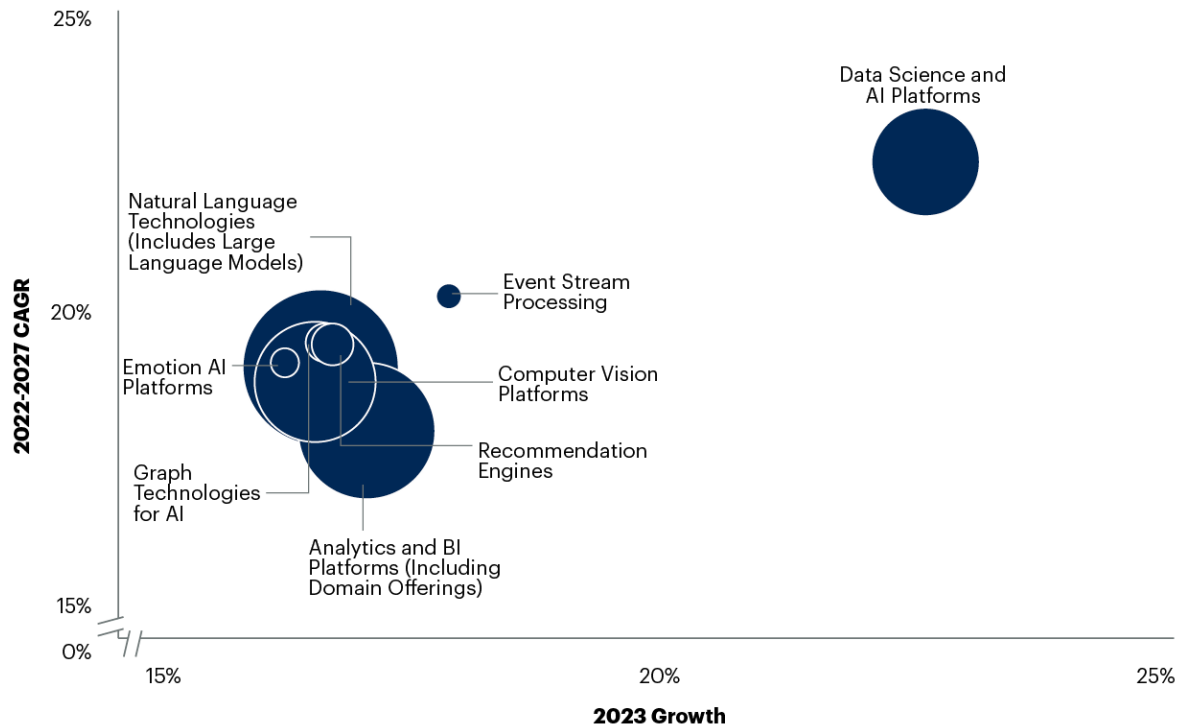 25%
Data Science and
AI Platforms
Natural Language
Technologies
(Includes Large
Language Models)
Event Stream
Processing
20%
Emotion AI
Platforms
Computer Vision
Platforms
Recommendation
Engines
Graph
Technologies
for AI
Analytics and BI
Platforms (Including
Domain Offerings)
2022-2027 CAGR
15%
0%
15%
20%
25%
2023 Growth